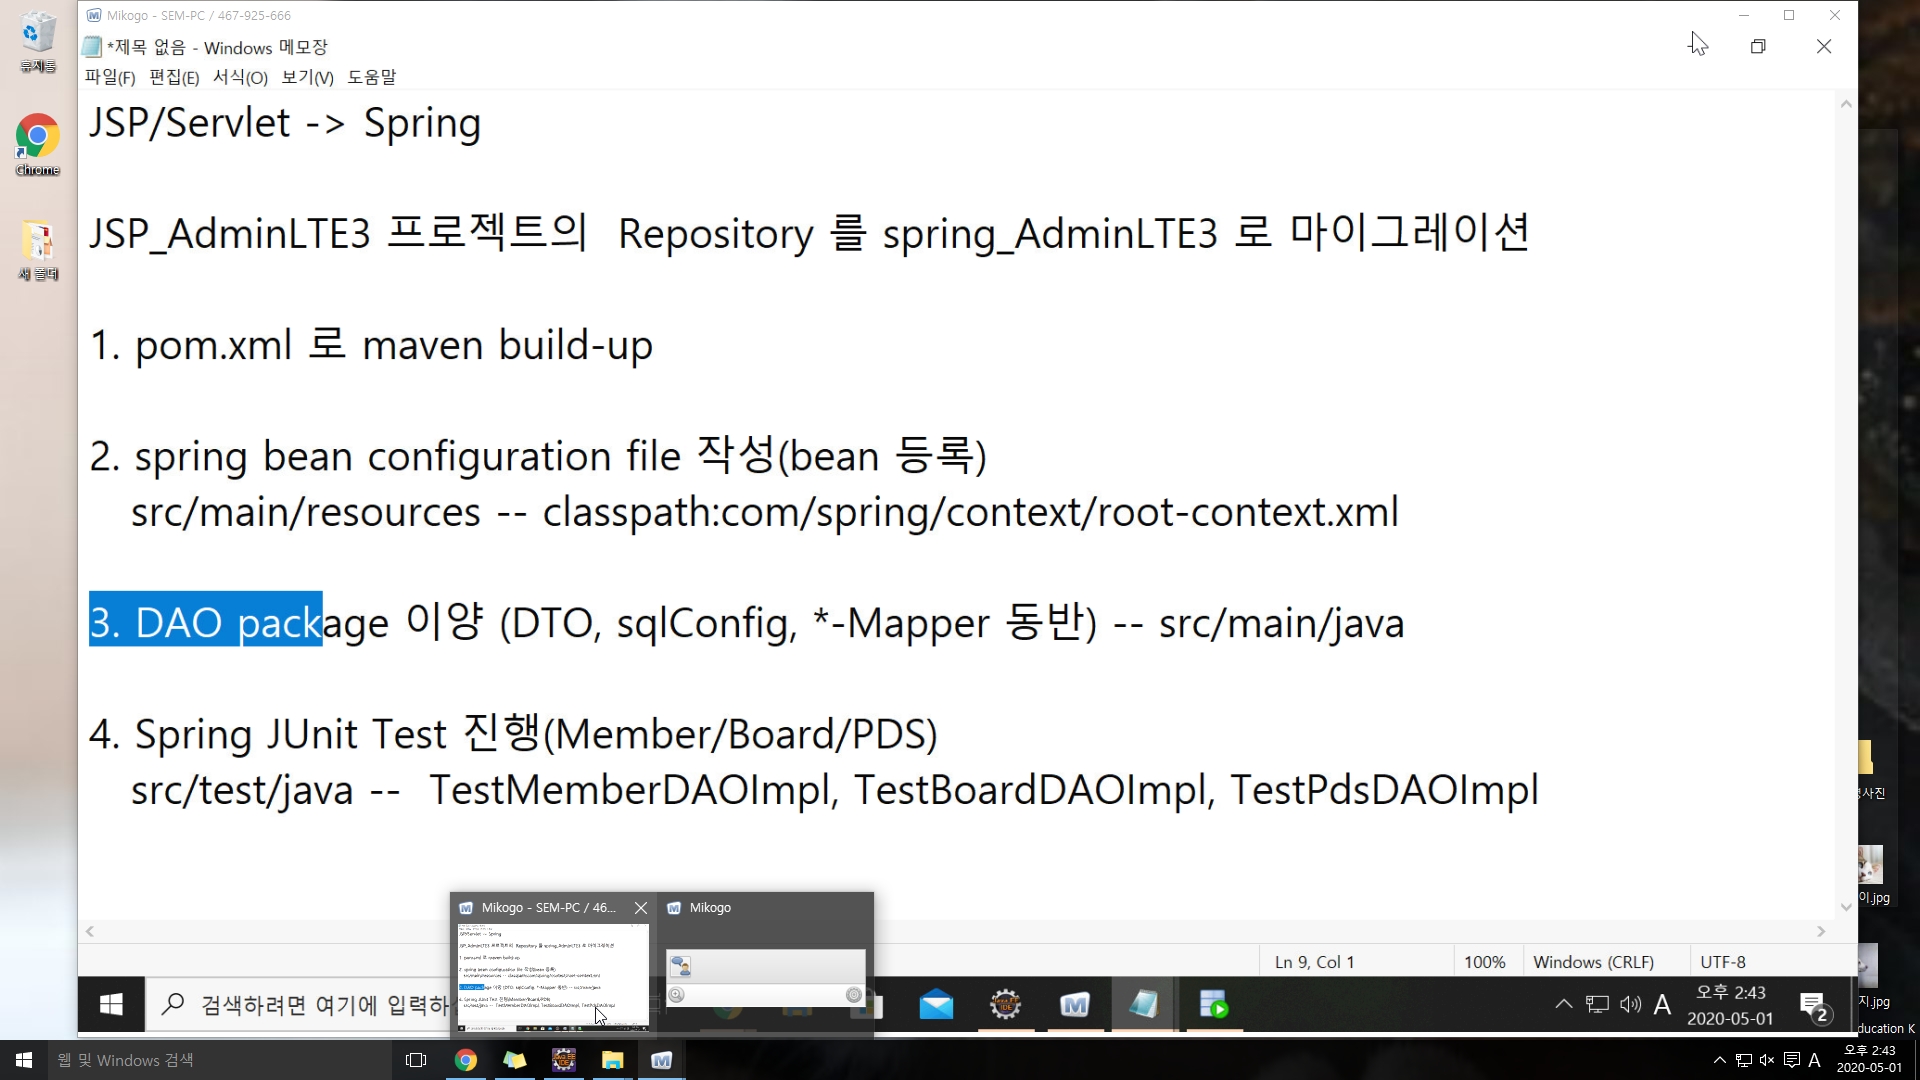 Mikogo - SEM-PC / 467-925-666
*제목 없음 - Windows 메모장
파일(F) 편집(E) 서식(O) 보기(V) 도움말
JSP/Servlet -> Spring
JSP_AdminLTE3 프로젝트의 Repository 를 spring_AdminLTE3 로 마이그레이션
1. pom.xml 로 maven build-up
2. spring bean configuration file 작성(bean 등록)
src/main/resources -- classpath:com/spring/context/root-context.xml
3. DAO package 이양 (DTO, sqlConfig, *-Mapper 동반) -- src/main/java
4. Spring JUnit Test 진행(Member/Board/PDS)
src/test/java -- TestMemberDAOImpl, TestBoardDAOImpl, TestPdsDAOImpl
휴지통
Chrome
새 폴더
이.jpg
지.jpg
ducation K
Mikogo - SEM-PC / 46...
Mikogo
Ln 9, Col 1
100%
Windows (CRLF)
UTF-8
검색하려면 여기에 입력하
A
오후 2:43
2020-05-01
2
웹 및 Windows 검색
A
오후 2:43
2020-05-01